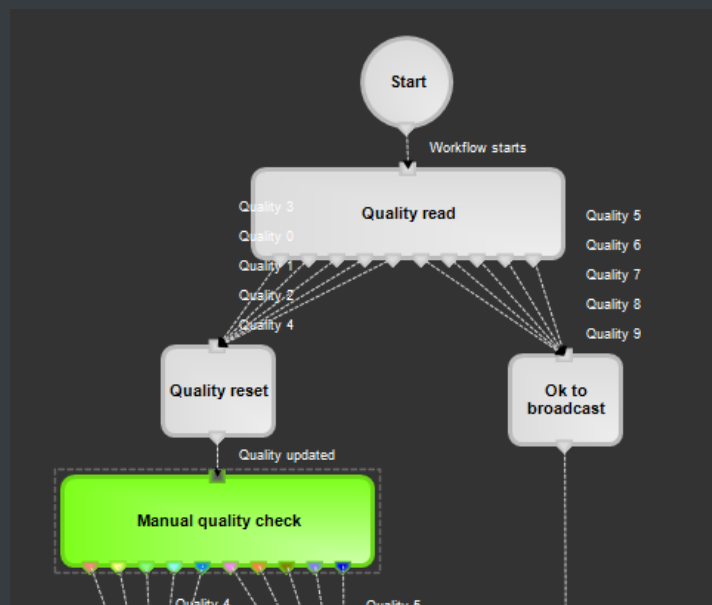 Start
Workflow starts
Quality read
Quality 3
Quality 0
Quality 1
Quality 2
Quality 4
Quality 5
Quality 6
Quality 7
Quality 8
Quality 9
Quality reset
Ok to
broadcast
Quality updated
Manual quality check
Quality 4
Quality 5